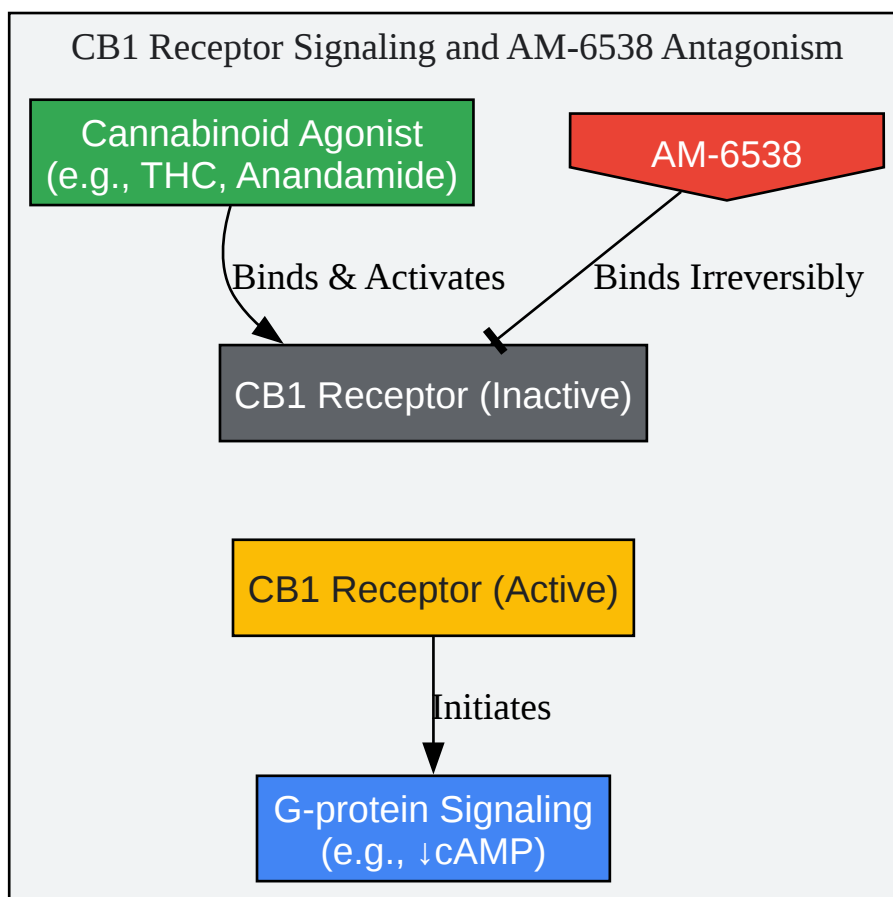 CB1 Receptor Signaling and AM-6538 Antagonism
Cannabinoid Agonist
(e.g., THC, Anandamide)
AM-6538
Binds & Activates
Binds Irreversibly
CB1 Receptor (Inactive)
CB1 Receptor (Active)
Initiates
G-protein Signaling
(e.g., ↓cAMP)